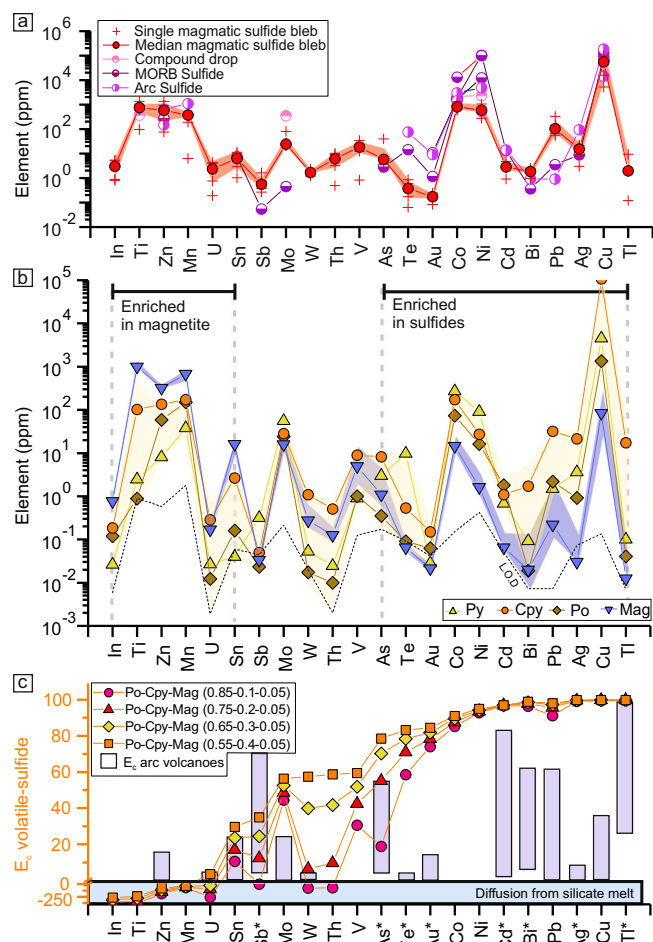 a
Single magmatic sulfide bleb
Median magmatic sulfide bleb
Compound drop
MORB Sulfide
Arc Sulfide
Element (ppm)
10^6
10^4
10^2
10^0
10^-2
In Ti Zn Mn U Sn Sb Mo W Th V As Te Au Co Ni Cd Bi Pb Ag Cu Tl
b
Enriched in magnetite
Enriched in sulfides
Element (ppm)
10^5
10^4
10^3
10^2
10^1
10^0
10^-1
10^-2
10^-3
L.O.D
Py Cpy Po Mag
In Ti Zn Mn U Sn Sb Mo W Th V As Te Au Co Ni Cd Bi Pb Ag Cu Tl
c
Po-Cpy-Mag (0.85-0.1-0.05)
Po-Cpy-Mag (0.75-0.2-0.05)
Po-Cpy-Mag (0.65-0.3-0.05)
Po-Cpy-Mag (0.55-0.4-0.05)
Ec arc volcanoes
Ec volatile-sulfide
100
80
60
40
20
0
-250
Diffusion from silicate melt
In Ti Zn Mn U Sn Sb* Mo W Th V As* Te* Au* Co Ni Cd* Bi* Pb Ag* Cu Tl*